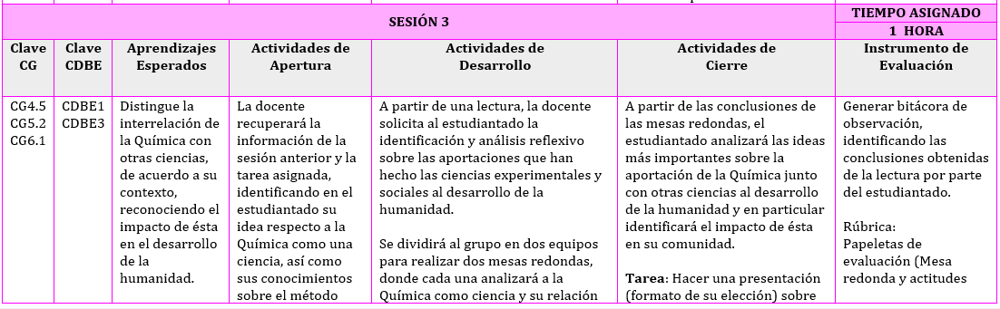 SESIÓN 3
TIEMPO ASIGNADO
1 HORA
Clave
CG
Clave
CDBE
Aprendizajes
Esperados
Actividades de
Apertura
Actividades de
Desarrollo
Actividades de
Cierre
Instrumento de
Evaluación
CG4.5
CG5.2
CG6.1
CDBE1
CDBE3
Distingue la
interrelación de
la Química con
otras ciencias,
de acuerdo a su
contexto,
reconociendo el
impacto de ésta
en el desarrollo
de la
humanidad.
La docente
recuperará la
información de la
sesión anterior y la
tarea asignada,
identificando en el
estudiantado su
idea respecto a la
Química como una
ciencia, así como
sus conocimientos
sobre el método
A partir de una lectura, la docente
solicita al estudiantado la
identificación y análisis reflexivo
sobre las aportaciones que han
hecho las ciencias experimentales y
sociales al desarrollo de la
humanidad.
Se dividirá al grupo en dos equipos
para realizar dos mesas redondas,
donde cada una analizará a la
Química como ciencia y su relación
A partir de las conclusiones de
las mesas redondas, el
estudiantado analizará las ideas
más importantes sobre la
aportación de la Química junto
con otras ciencias al desarrollo
de la humanidad y en particular
identificará el impacto de ésta
en su comunidad.
Tarea: Hacer una presentación
(formato de su elección) sobre
Generar bitácora de
observación,
identificando las
conclusiones obtenidas
de la lectura por parte
del estudiantado.
Rúbrica:
Papeletas de
evaluación (Mesa
redonda y actitudes